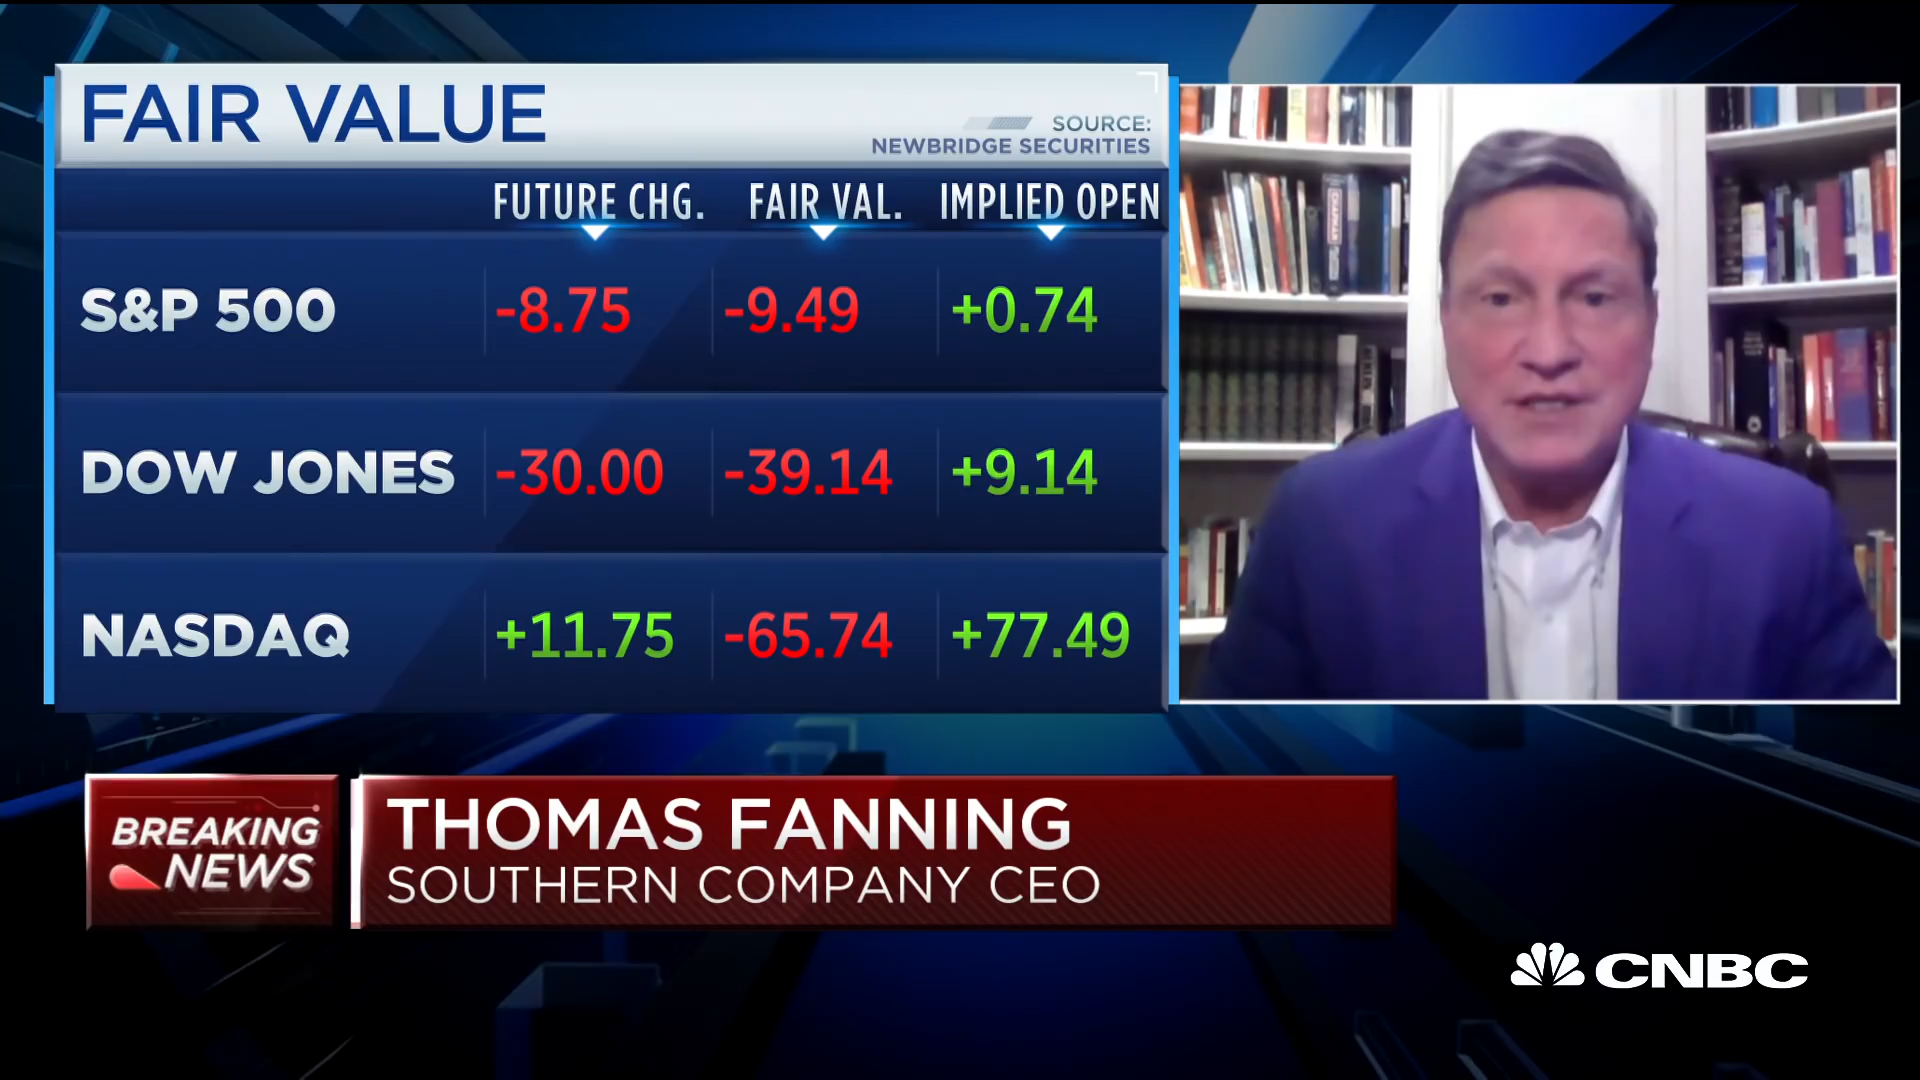 FAIR VALUE
SOURCE:
NEWBRIDGE SECURITIES
FUTURE CHG. FAIR VAL. IMPLIED OPEN
S&P 500 -8.75 -9.49 +0.74
DOW JONES -30.00 -39.14 +9.14
NASDAQ +11.75 -65.74 +77.49
BREAKING
NEWS
THOMAS FANNING
SOUTHERN COMPANY CEO
CNBC